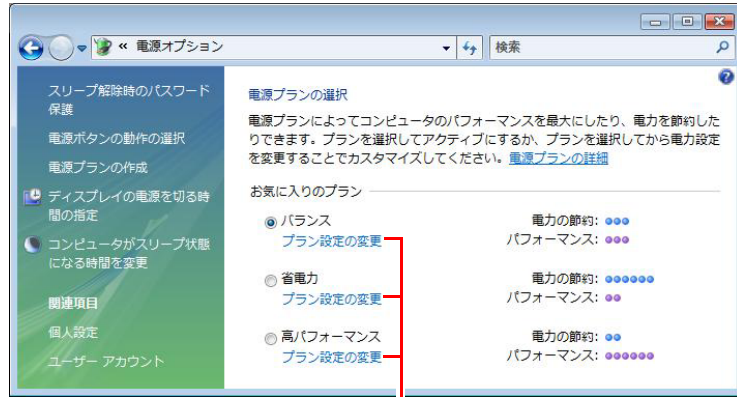 « 電源オプション
検索
スリープ解除時のパスワード
保護
電源ボタンの動作の選択
電源プランの作成
ディスプレイの電源を切る時
間の指定
コンピュータがスリープ状態
になる時間を変更
関連項目
個人設定
ユーザー アカウント
電源プランの選択
電源プランによってコンピュータのパフォーマンスを最大にしたり、電力を節約した
りできます。プランを選択してアクティブにするか、プランを選択してから電力設定
を変更することでカスタマイズしてください。電源プランの詳細
お気に入りのプラン
バランス 電力の節約:
プラン設定の変更 パフォーマンス:
省電力 電力の節約:
プラン設定の変更 パフォーマンス:
高パフォーマンス 電力の節約:
プラン設定の変更 パフォーマンス: